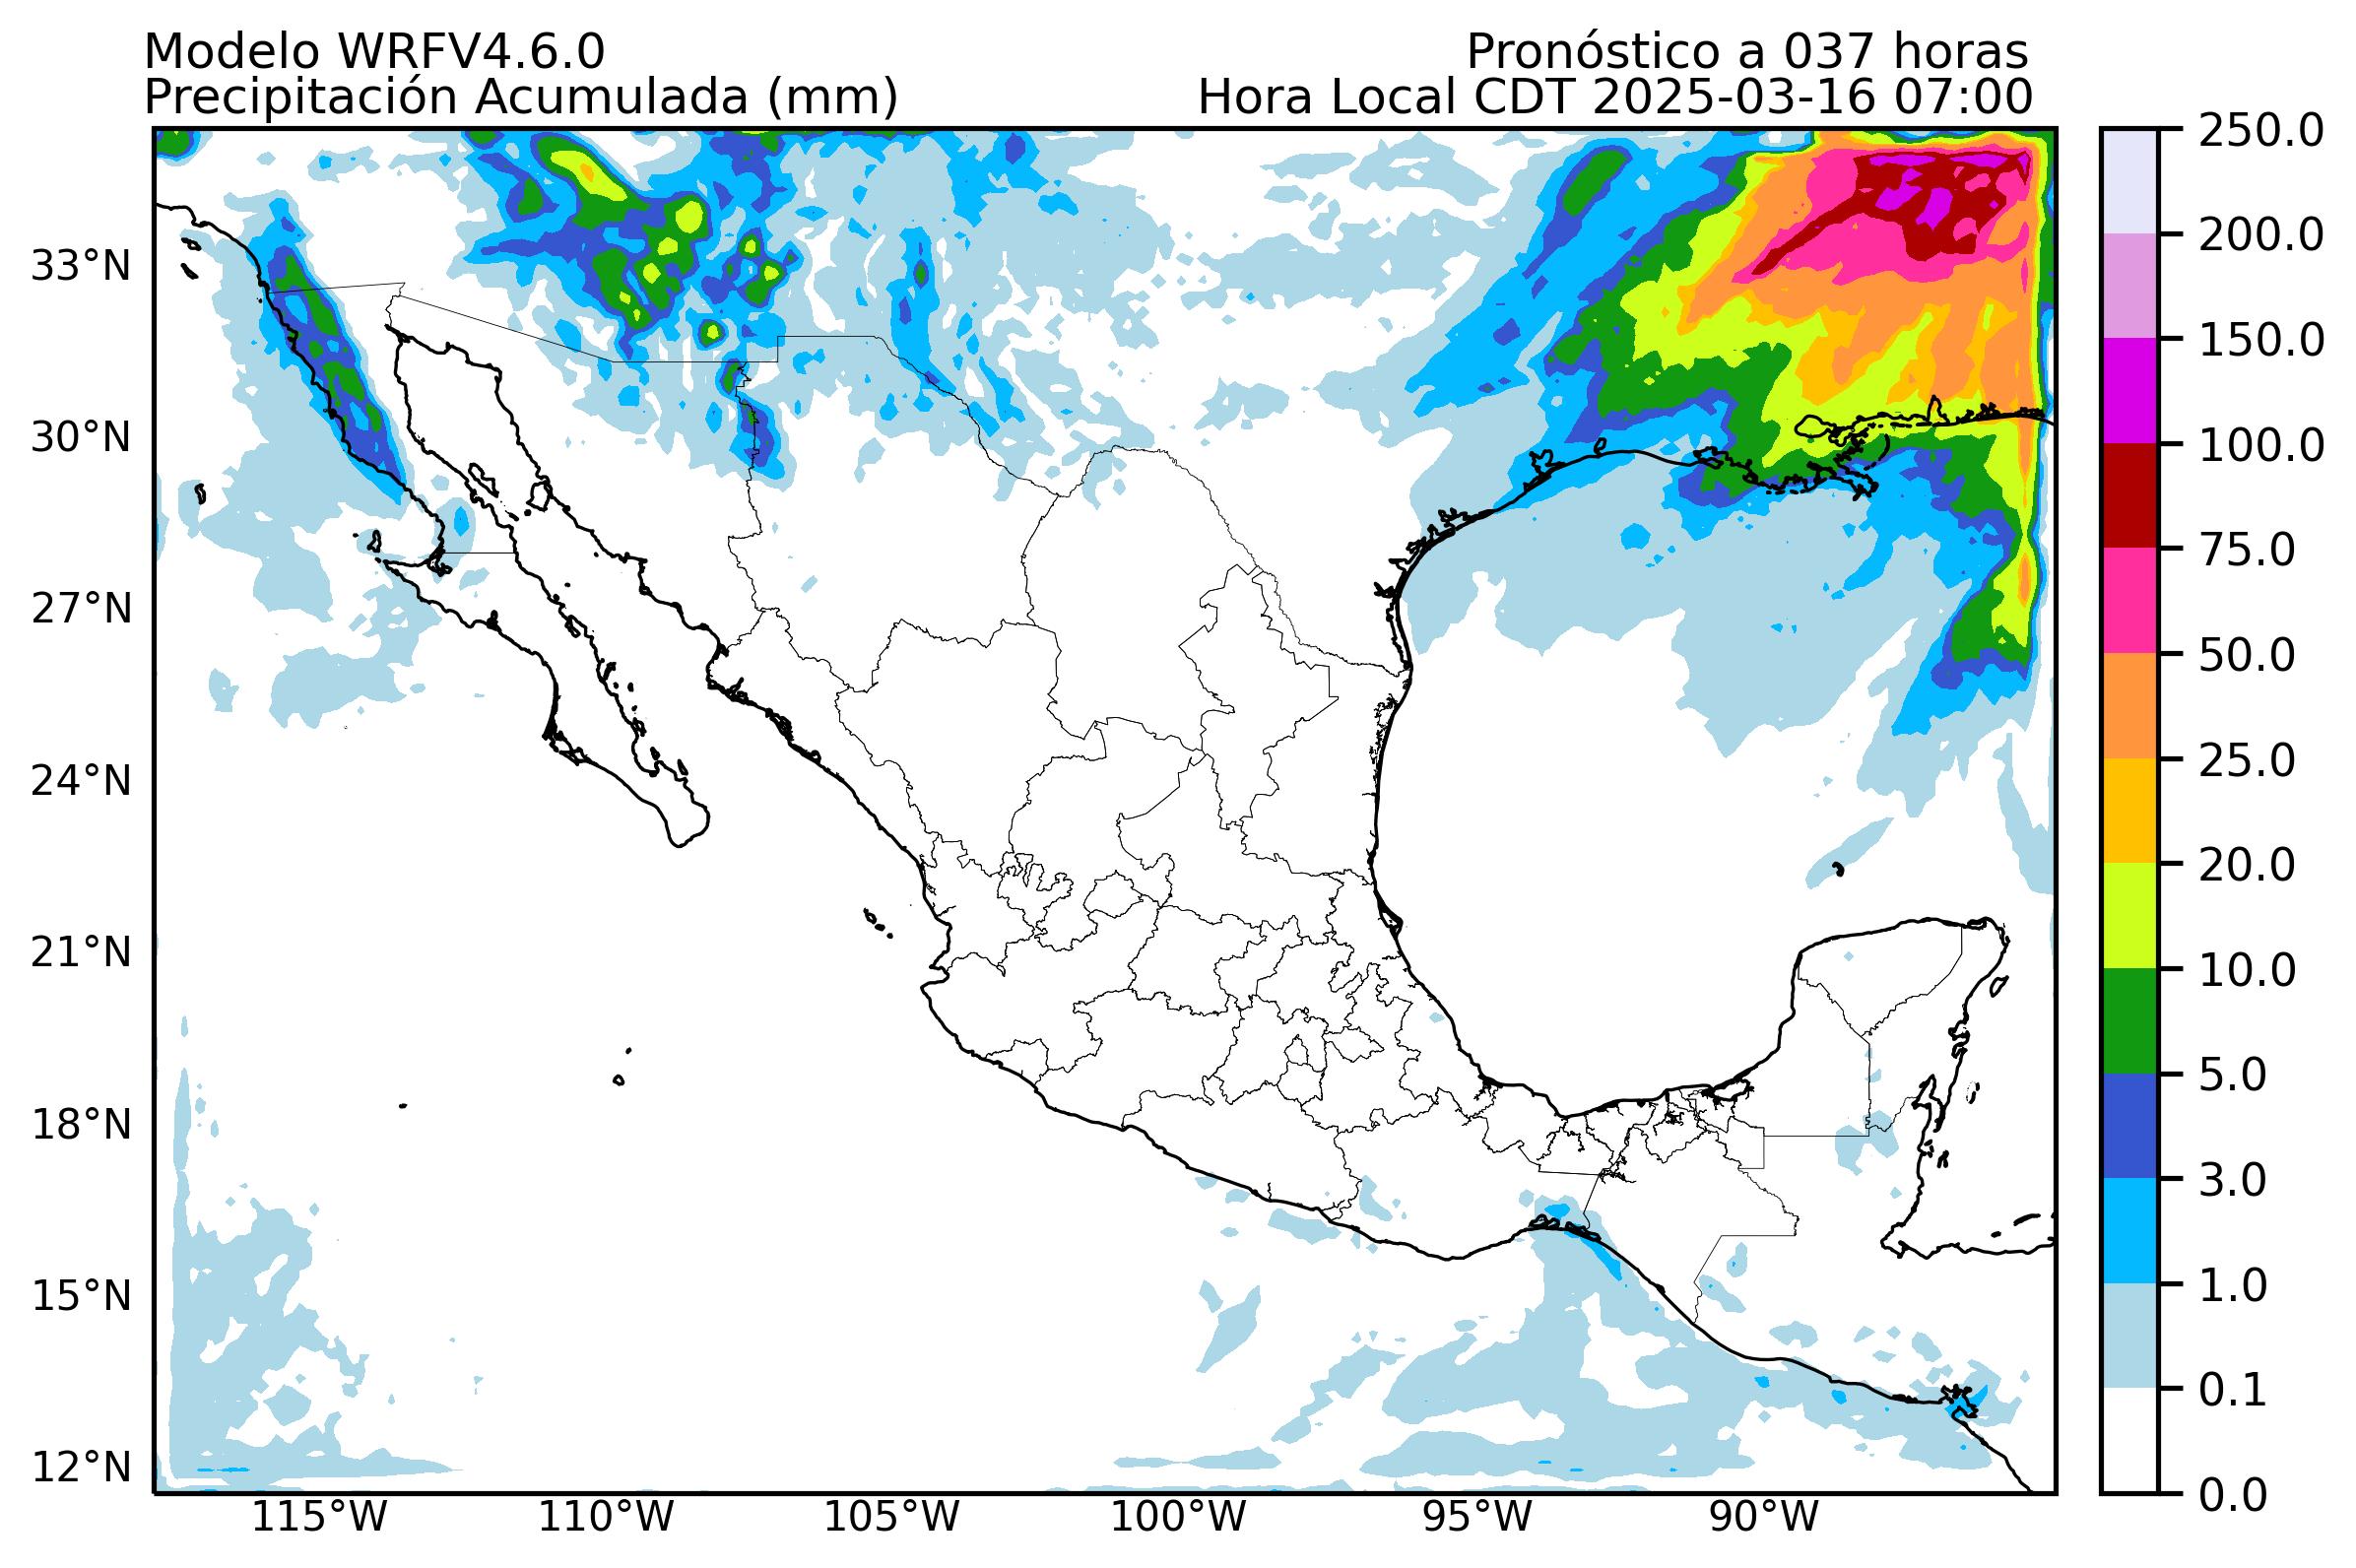 Modelo WRFV4.6.0
Pronóstico a 037 horas
Precipitación Acumulada (mm)
Hora Local CDT 2025-03-16 07:00
33°N
30°N
27°N
24°N
21°N
18°N
15°N
12°N
115°W
110°W
105°W
100°W
95°W
90°W
250.0
200.0
150.0
100.0
75.0
50.0
25.0
20.0
10.0
5.0
3.0
1.0
0.1
0.0